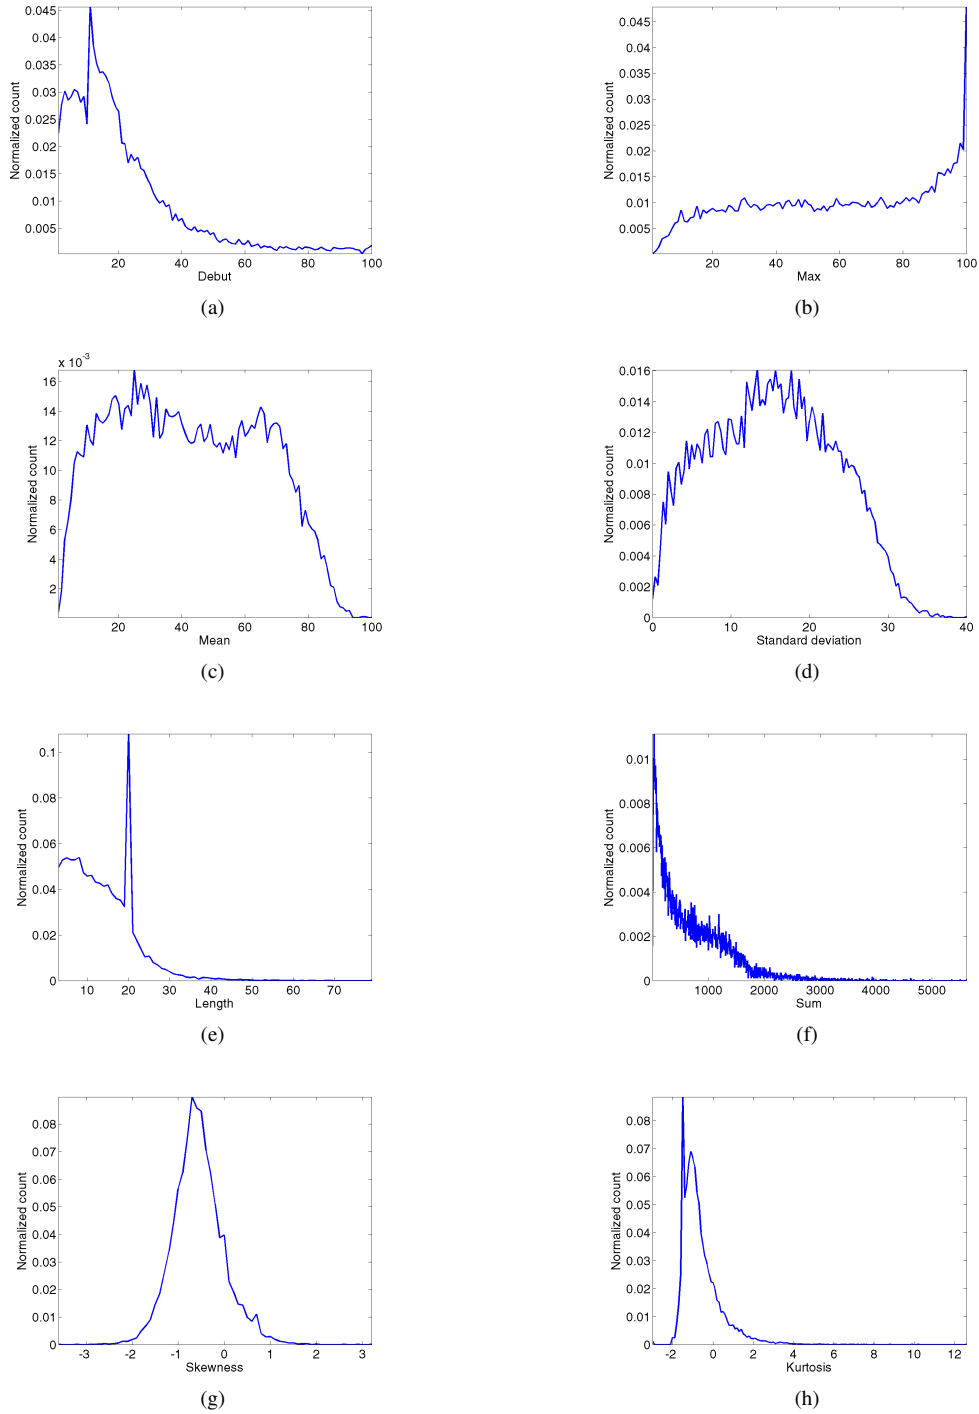 0.045
0.04
0.035
0.03
0.025
0.02
0.015
0.01
0.005
Normalized count
20 40 60 80 100
Debut
(a)
0.045
0.04
0.035
0.03
0.025
0.02
0.015
0.01
0.005
Normalized count
20 40 60 80 100
Max
(b)
x 10-3
16
14
12
10
8
6
4
2
Normalized count
20 40 60 80 100
Mean
(c)
0.016
0.014
0.012
0.01
0.008
0.006
0.004
0.002
0
Normalized count
0 10 20 30 40
Standard deviation
(d)
0.1
0.08
0.06
0.04
0.02
0
Normalized count
10 20 30 40 50 60 70
Length
(e)
0.01
0.008
0.006
0.004
0.002
0
Normalized count
1000 2000 3000 4000 5000
Sum
(f)
0.08
0.07
0.06
0.05
0.04
0.03
0.02
0.01
0
Normalized count
-3 -2 -1 0 1 2 3
Skewness
(g)
0.08
0.07
0.06
0.05
0.04
0.03
0.02
0.01
0
Normalized count
-2 0 2 4 6 8 10 12
Kurtosis
(h)